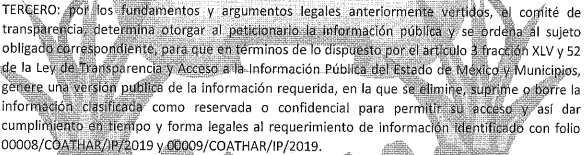 TERCERO: por los fundamentos y argumentos legales anteriormente vertidos, el comité de
transparencia, determina otorgar al peticionario la información pública y se ordena al sujeto
obligado correspondiente, para que en términos de lo dispuesto por el artículo 3 fracción XLV y 52
de la Ley de Transparencia y Acceso a la Información Pública del Estado de México y Municipios,
genere una versión publica de la información requerida, en la que se elimine, suprime o borre la
información clasificada como reservada o confidencial para permitir su acceso y así dar
cumplimiento en tiempo y forma legales al requerimiento de información identificado con folio
00008/COATHAR/IP/2019 y 00009/COATHAR/IP/2019.